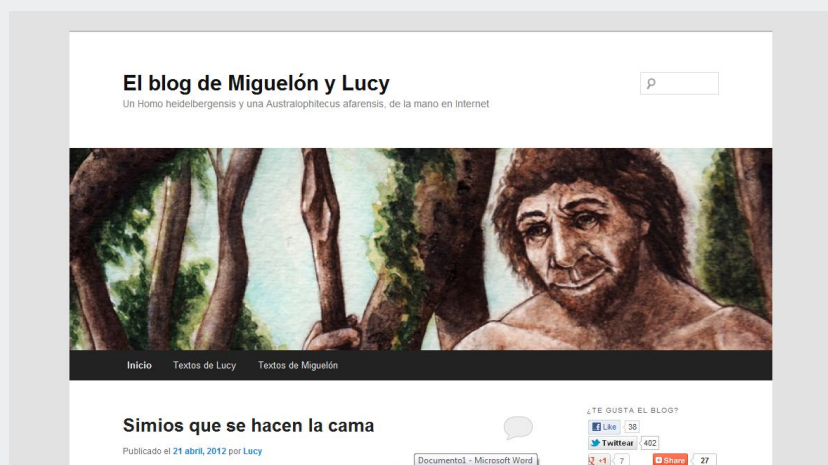 El blog de Miguelón y Lucy
Un Homo heidelbergensis y una Australophitecus afarensis, de la mano en Internet
Inicio Textos de Lucy Textos de Miguelón
Simios que se hacen la cama
Publicado el 21 abril, 2012 por Lucy
Documento1 - Microsoft Word
¿TE GUSTA EL BLOG?
Like 38
Twittear 402
+1 7 Share 27